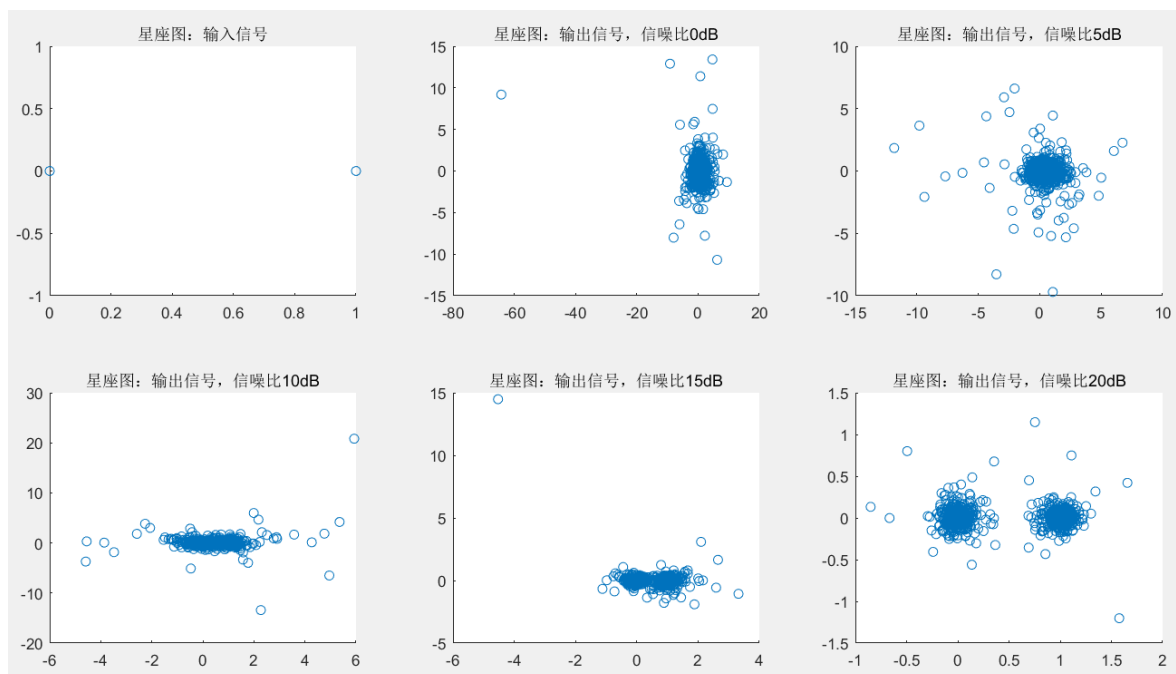 星座图：输入信号
1
0.5
0
-0.5
-1
0 0.2 0.4 0.6 0.8 1
星座图：输出信号，信噪比0dB
15
10
5
0
-5
-10
-15
-80 -60 -40 -20 0 20
星座图：输出信号，信噪比5dB
10
5
0
-5
-10
-15 -10 -5 0 5 10
星座图：输出信号，信噪比10dB
30
20
10
0
-10
-20
-6 -4 -2 0 2 4 6
星座图：输出信号，信噪比15dB
15
10
5
0
-5
-6 -4 -2 0 2 4
星座图：输出信号，信噪比20dB
1.5
1
0.5
0
-0.5
-1
-1.5
-1 -0.5 0 0.5 1 1.5 2